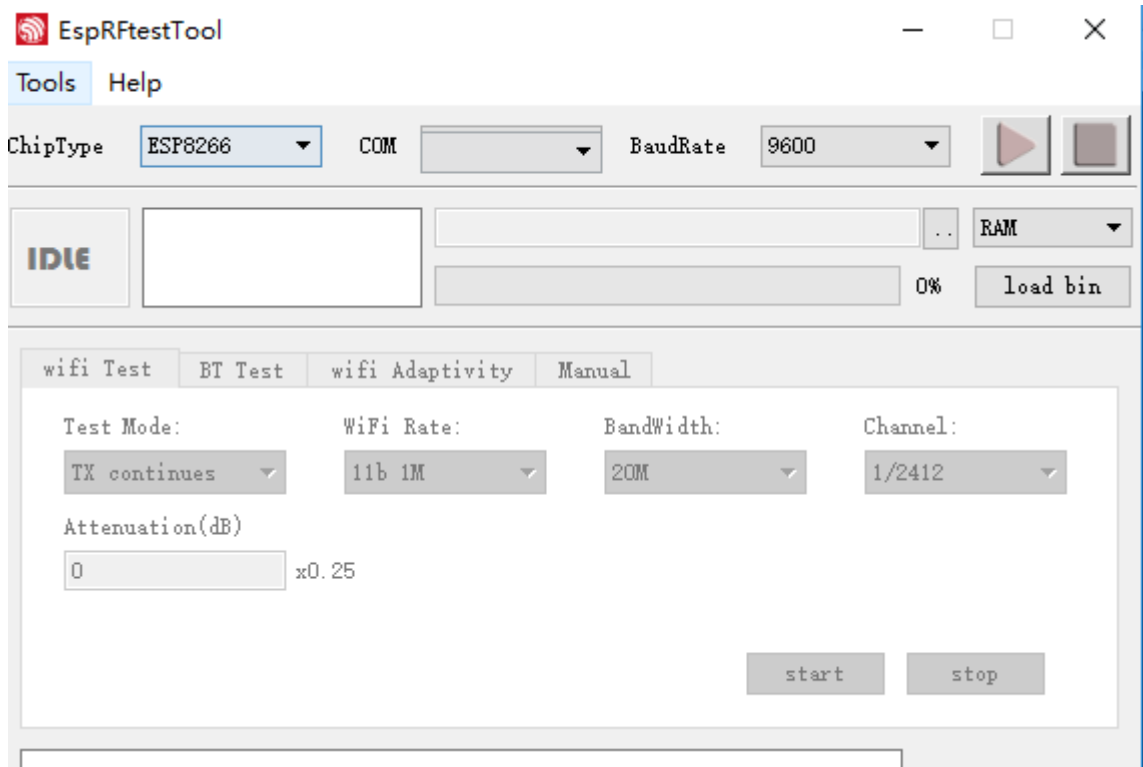 EspRFtestTool
Tools Help
ChipType ESP8266 COM BaudRate 9600
IDLE .. RAM
0% load bin
wifi Test BT Test wifi Adaptivity Manual
Test Mode: WiFi Rate: BandWidth: Channel:
TX continues 11b 1M 20M 1/2412
Attenuation(dB)
0 x0.25
start stop